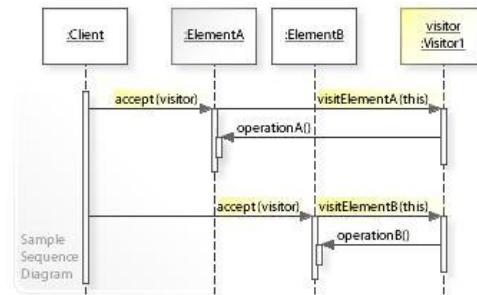 :Client
:ElementA
:ElementB
visitor
:Visitor1
accept(visitor)
visitElementA(this)
operationA()
accept(visitor)
visitElementB(this)
operationB()
Sample
Sequence
Diagram